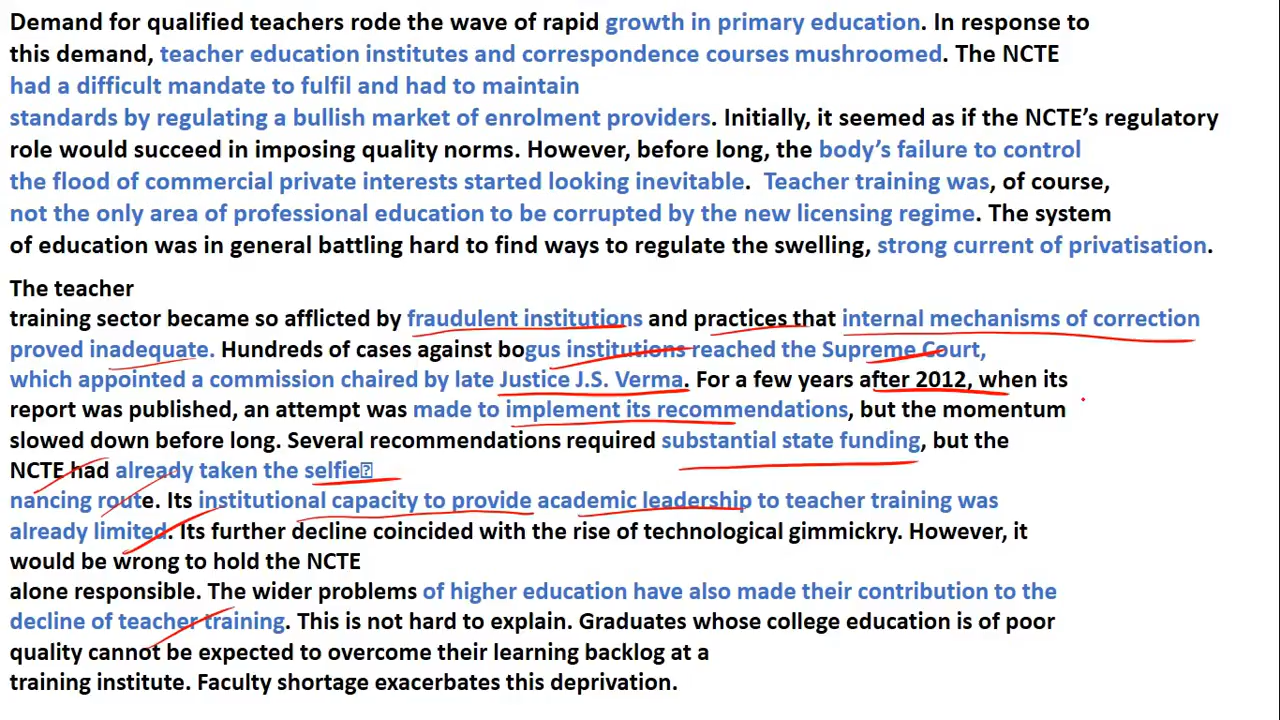 Demand for qualified teachers rode the wave of rapid growth in primary education. In response to
this demand, teacher education institutes and correspondence courses mushroomed. The NCTE
had a difficult mandate to fulfil and had to maintain
standards by regulating a bullish market of enrolment providers. Initially, it seemed as if the NCTE’s regulatory
role would succeed in imposing quality norms. However, before long, the body’s failure to control
the flood of commercial private interests started looking inevitable.  Teacher training was, of course,
not the only area of professional education to be corrupted by the new licensing regime. The system
of education was in general battling hard to find ways to regulate the swelling, strong current of privatisation.
The teacher
training sector became so afflicted by fraudulent institutions and practices that internal mechanisms of correction
proved inadequate. Hundreds of cases against bogus institutions reached the Supreme Court,
which appointed a commission chaired by late Justice J.S. Verma. For a few years after 2012, when its
report was published, an attempt was made to implement its recommendations, but the momentum
slowed down before long. Several recommendations required substantial state funding, but the
NCTE had already taken the selfie⍰
nancing route. Its institutional capacity to provide academic leadership to teacher training was
already limited. Its further decline coincided with the rise of technological gimmickry. However, it
would be wrong to hold the NCTE
alone responsible. The wider problems of higher education have also made their contribution to the
decline of teacher training. This is not hard to explain. Graduates whose college education is of poor
quality cannot be expected to overcome their learning backlog at a
training institute. Faculty shortage exacerbates this deprivation.